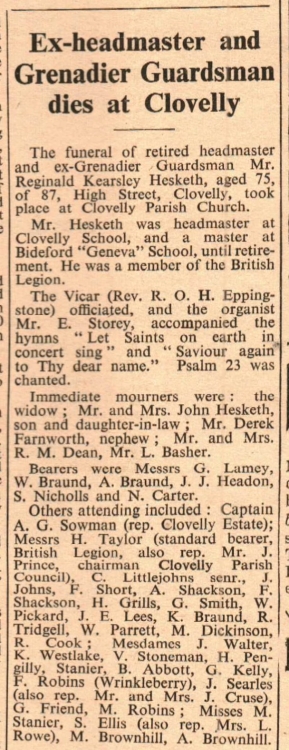 Ex-headmaster and
Grenadier Guardsman
dies at Clovelly
The funeral of retired headmaster
and ex-Grenadier Guardsman Mr.
Reginald Kearsley Hesketh, aged 75,
of 87, High Street, Clovelly, took
place at Clovelly Parish Church.
Mr. Hesketh was headmaster at
Clovelly School, and a master at
Bideford "Geneva" School, until retire-
ment. He was a member of the British
Legion.
The Vicar (Rev. R. O. H. Epping-
stone) officiated, and the organist
Mr. E. Storey, accompanied the
hymns "Let Saints on earth in
concert sing" and "Saviour again
to Thy dear name." Psalm 23 was
chanted.
Immediate mourners were : the
widow ; Mr. and Mrs. John Hesketh,
son and daughter-in-law ; Mr. Derek
Farnworth, nephew ; Mr. and Mrs.
R. M. Dean, Mr. L. Basher.
Bearers were Messrs G. Lamey,
W. Braund, A. Braund, J. J. Headon,
S. Nicholls and N. Carter.
Others attending included : Captain
A. G. Sowman (rep. Clovelly Estate);
Messrs H. Taylor (standard bearer,
British Legion, also rep. Mr. J.
Prince, chairman Clovelly Parish
Council), C. Littlejohns senr., J.
Johns, F. Short, A. Shackson, F.
Shackson, H. Grills, G. Smith, W.
Pickard, J. E. Lees, K. Braund, R.
Tridgell, W. Parrett, M. Dickinson,
R. Cook ; Mesdames J. Walter,
K. Westlake, V. Stoneman, H. Pen-
gilly, Stanier, B. Abbott, G. Kelly,
F. Robins (Wrinkleberry), J. Searles
(also rep. Mr. and Mrs. J. Cruse),
G. Friend, M. Robins ; Misses M.
Stanier, S. Ellis (also rep. Mrs. L.
Rowe), M. Brownhill, A. Brownhill.